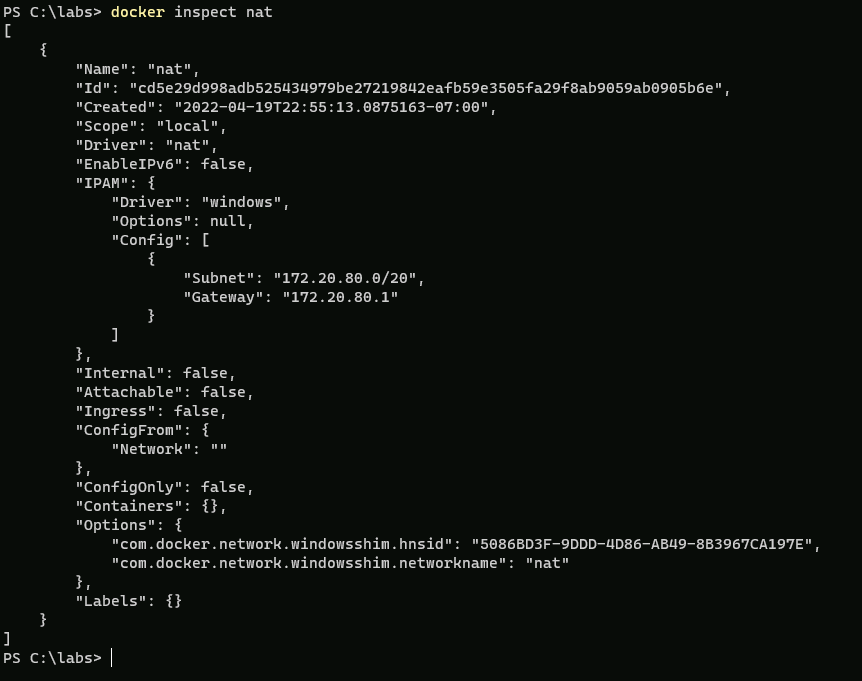 PS C:\labs> docker inspect nat
[
    {
        "Name": "nat",
        "Id": "cd5e29d998adb525434979be27219842eafb59e3505fa29f8ab9059ab0905b6e",
        "Created": "2022-04-19T22:55:13.0875163-07:00",
        "Scope": "local",
        "Driver": "nat",
        "EnableIPv6": false,
        "IPAM": {
            "Driver": "windows",
            "Options": null,
            "Config": [
                {
                    "Subnet": "172.20.80.0/20",
                    "Gateway": "172.20.80.1"
                }
            ]
        },
        "Internal": false,
        "Attachable": false,
        "Ingress": false,
        "ConfigFrom": {
            "Network": ""
        },
        "ConfigOnly": false,
        "Containers": {},
        "Options": {
            "com.docker.network.windowsshim.hnsid": "5086BD3F-9DDD-4D86-AB49-8B3967CA197E",
            "com.docker.network.windowsshim.networkname": "nat"
        },
        "Labels": {}
    }
]
PS C:\labs>